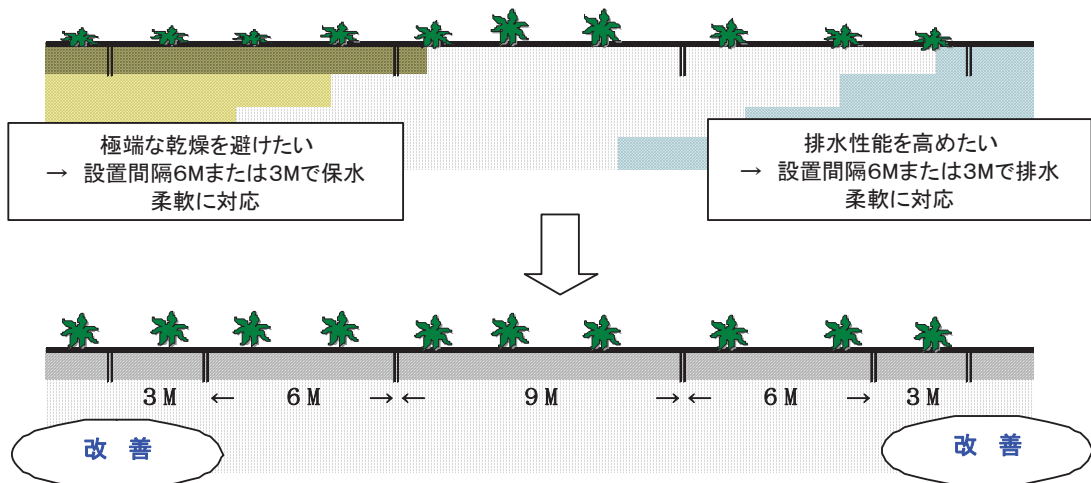 極端な乾燥を避けたい
→ 設置間隔6Mまたは3Mで保水
柔軟に対応
排水性能を高めたい
→ 設置間隔6Mまたは3Mで排水
柔軟に対応
3M ← 6M → ← 9M → ← 6M → 3M
改 善
改 善